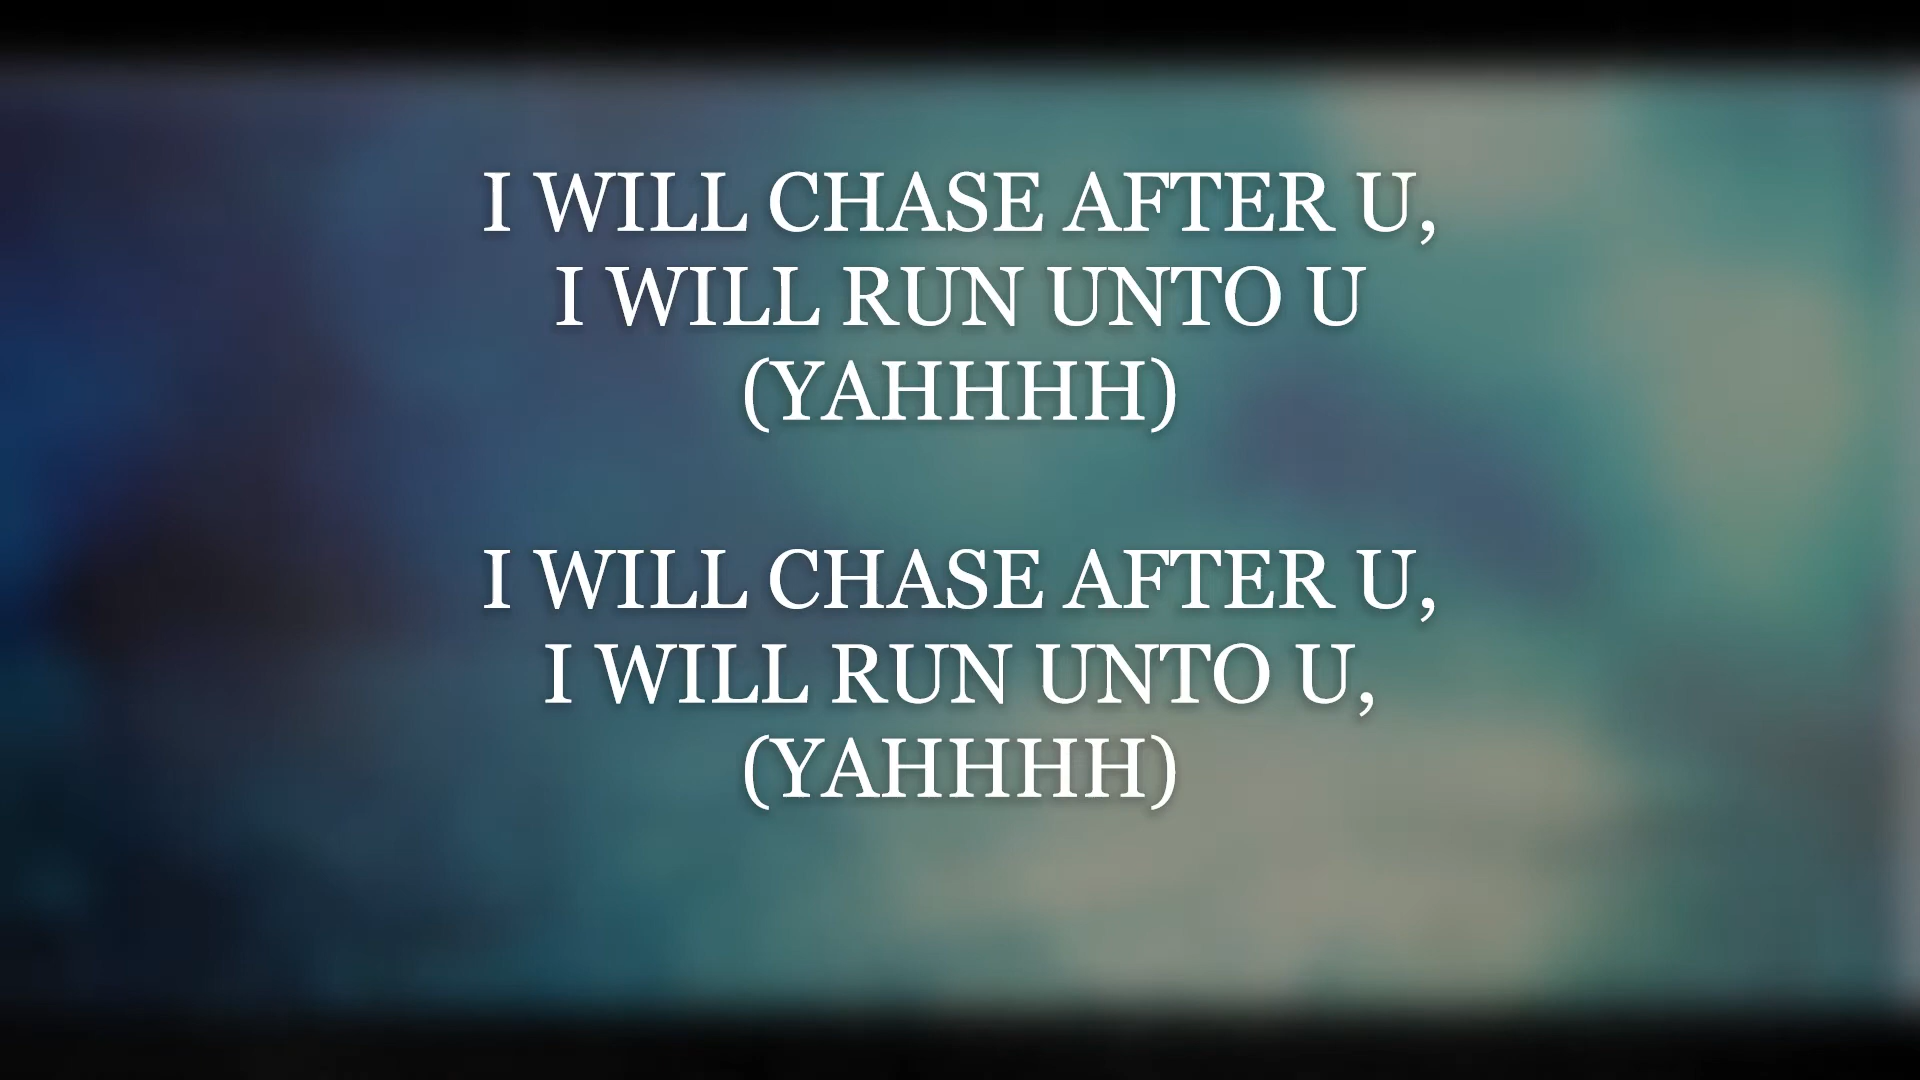 I WILL CHASE AFTER U,
I WILL RUN UNTO U
(YAHHHH)
I WILL CHASE AFTER U,
I WILL RUN UNTO U,
(YAHHHH)